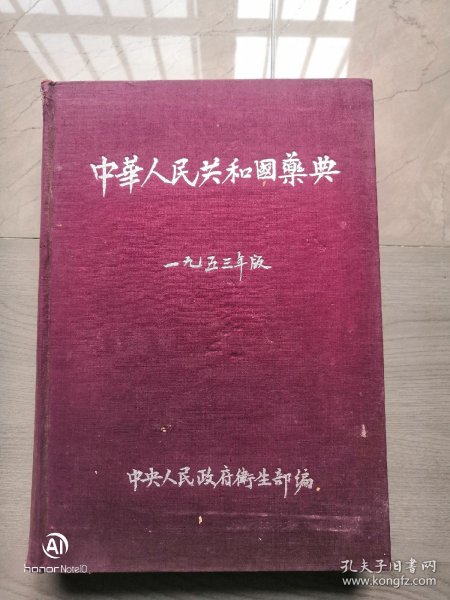 中華人民共和國藥典
一九五三年版
中央人民政府衛生部编
AI
honor Note10
孔夫子旧书网
www.kongfz.com